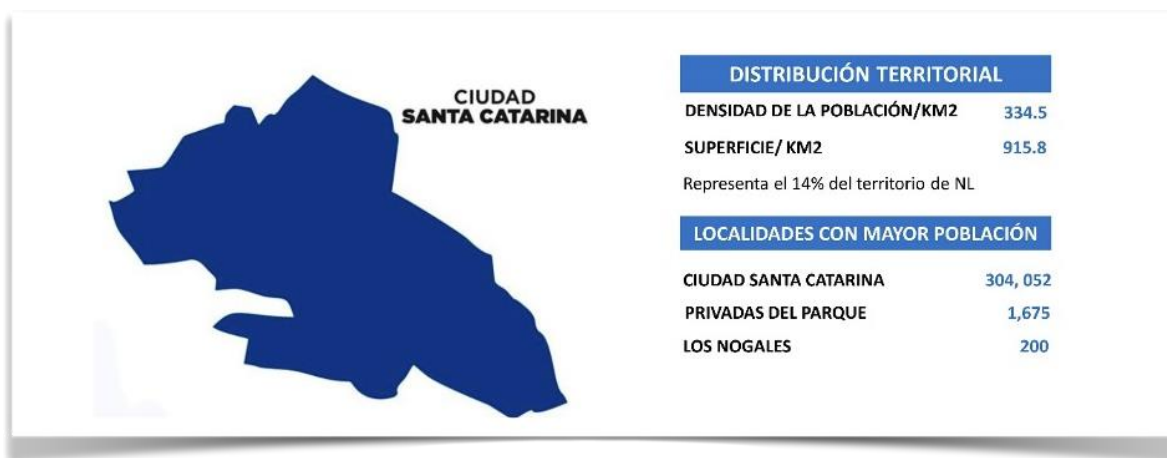 CIUDAD
SANTA CATARINA
DISTRIBUCIÓN TERRITORIAL
DENSIDAD DE LA POBLACIÓN/KM2 334.5
SUPERFICIE/ KM2 915.8
Representa el 14% del territorio de NL
LOCALIDADES CON MAYOR POBLACIÓN
CIUDAD SANTA CATARINA 304, 052
PRIVADAS DEL PARQUE 1,675
LOS NOGALES 200